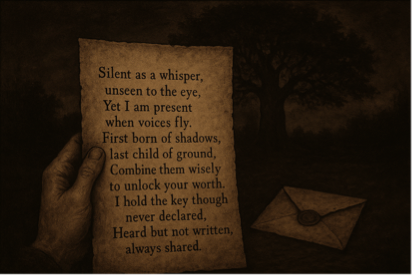 Silent as a whisper,
unseen to the eye,
Yet I am present
when voices fly.
First born of shadows,
last child of ground,
Combine them wisely
to unlock your worth.
I hold the key though
never declared,
Heard but not written,
always shared.